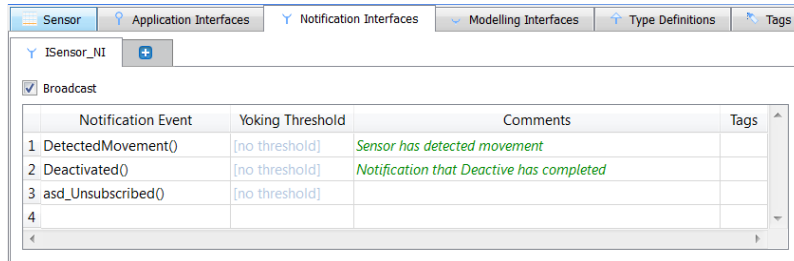 Sensor Application Interfaces Notification Interfaces Modelling Interfaces Type Definitions Tags
ISensor_NI
Broadcast
Notification Event Yoking Threshold Comments Tags
1 DetectedMovement() [no threshold] Sensor has detected movement
2 Deactivated() [no threshold] Notification that Deactive has completed
3 asd_Unsubscribed() [no threshold]
4